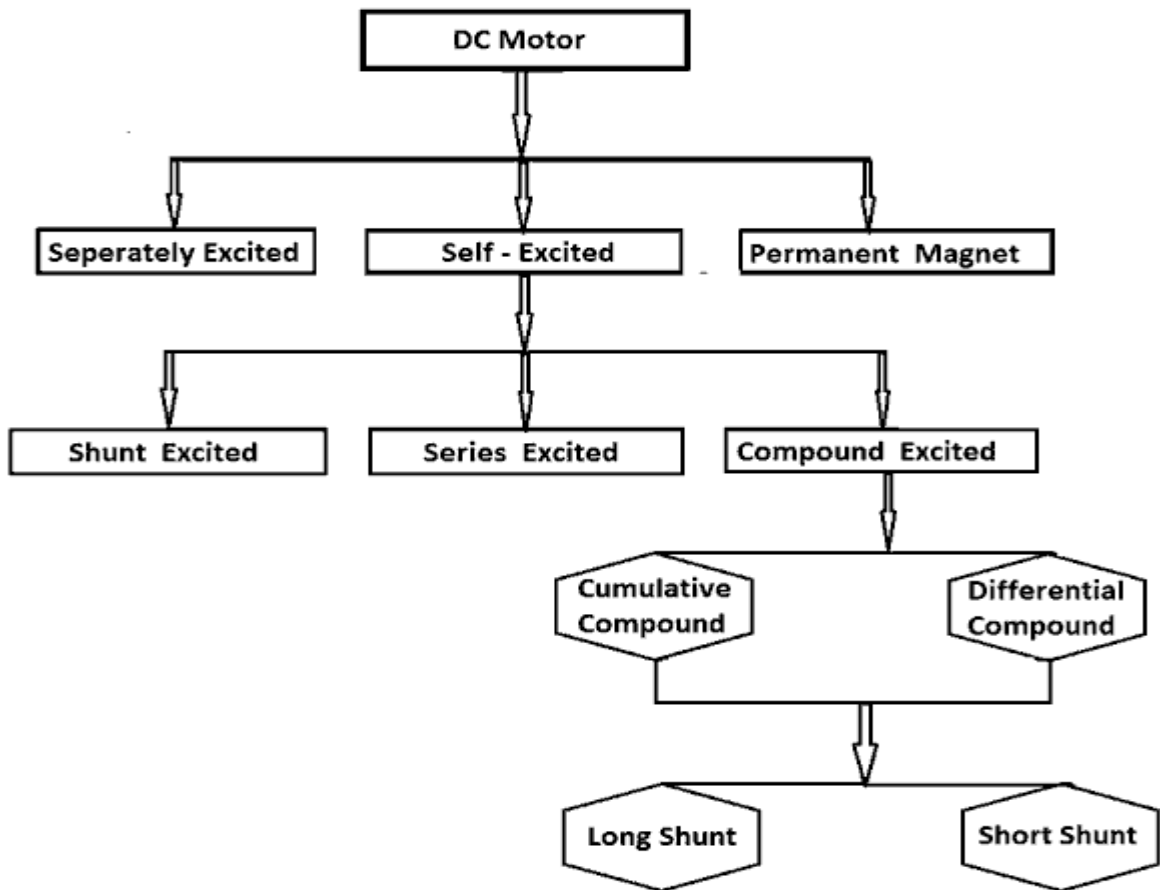 DC Motor
Seperately Excited
Self - Excited
Permanent Magnet
Shunt Excited
Series Excited
Compound Excited
Cumulative
Compound
Differential
Compound
Long Shunt
Short Shunt